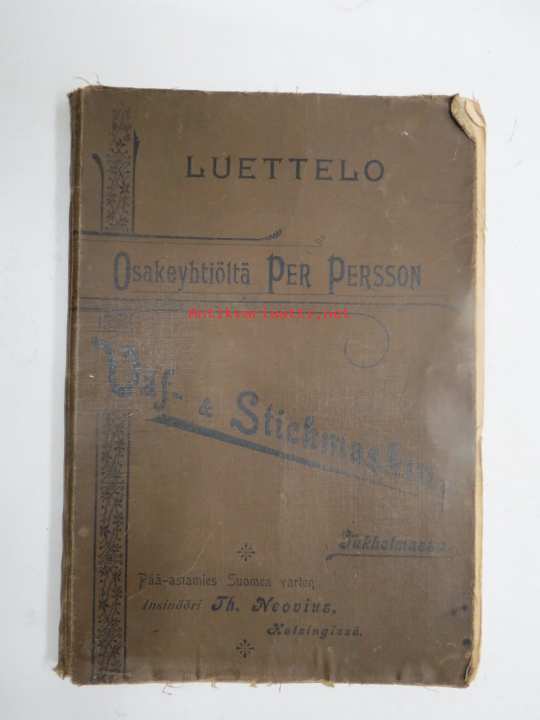 LUETTELO
Osakeyhtiöltä PER PERSSON
Antikvariaatti.net
Väf- & Stickmaskin
Tukholmassa.
Pää-asiamies Suomea varten
Insinööri Th. Neovius,
Helsingissä.